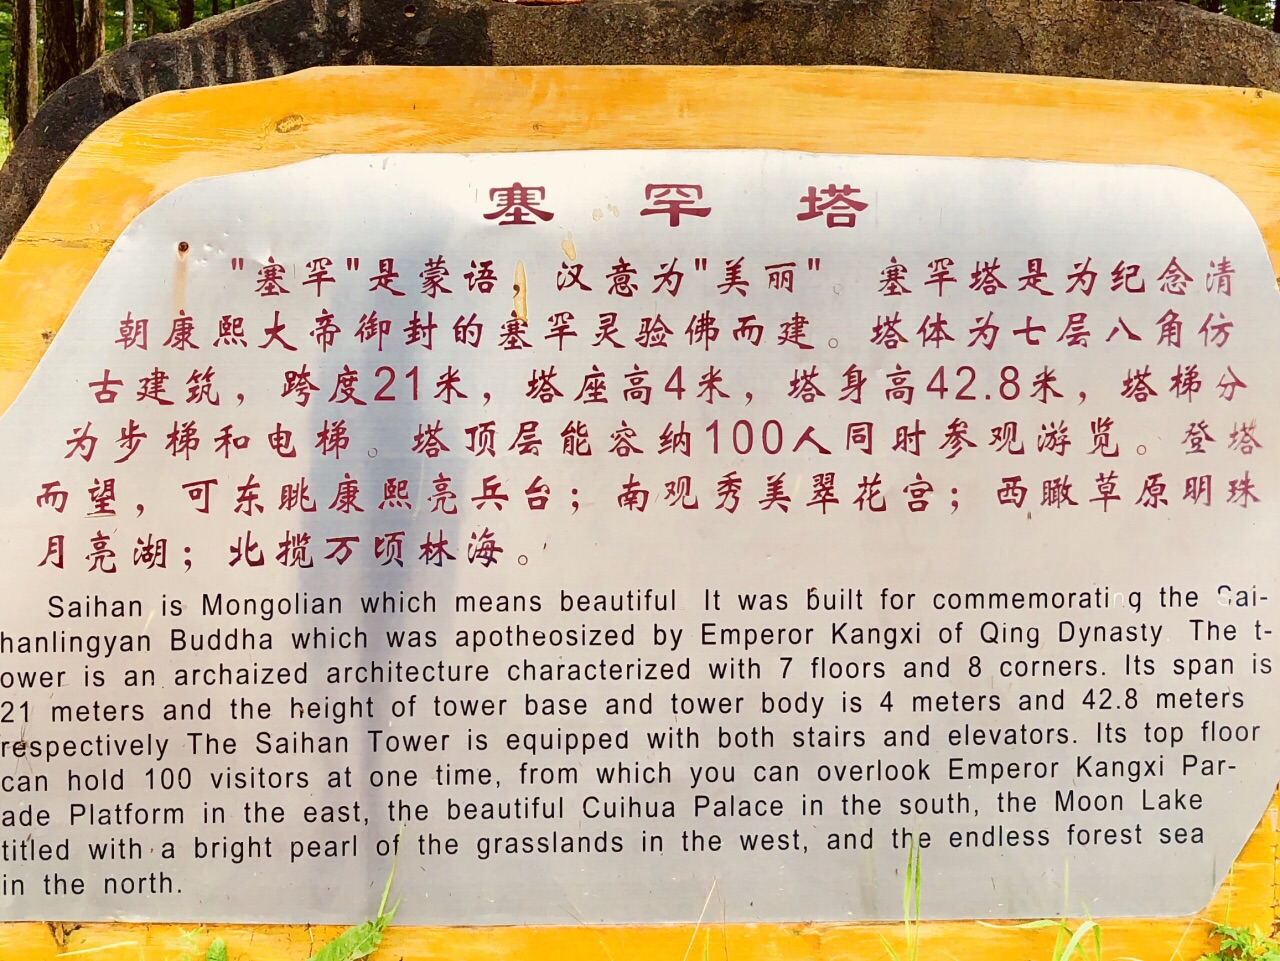 塞罕塔
"塞罕"是蒙语, 汉意为"美丽" 塞罕塔是为纪念清
朝康熙大帝御封的塞罕灵验佛而建。塔体为七层八角仿
古建筑，跨度21米，塔座高4米，塔身高42.8米，塔梯分
为步梯和电梯。塔顶层能容纳100人同时参观游览。登塔
而望，可东眺康熙亮兵台；南观秀美翠花宫；西瞰草原明珠
月亮湖；北揽万顷林海。
Saihan is Mongolian which means beautiful It was built for commemorating the Sai-
hanlingyan Buddha which was apotheosized by Emperor Kangxi of Qing Dynasty The t-
ower is an archaized architecture characterized with 7 floors and 8 corners. Its span is
21 meters and the height of tower base and tower body is 4 meters and 42.8 meters
respectively The Saihan Tower is equipped with both stairs and elevators. Its top floor
can hold 100 visitors at one time, from which you can overlook Emperor Kangxi Par-
ade Platform in the east, the beautiful Cuihua Palace in the south, the Moon Lake
titled with a bright pearl of the grasslands in the west, and the endless forest sea
in the north.